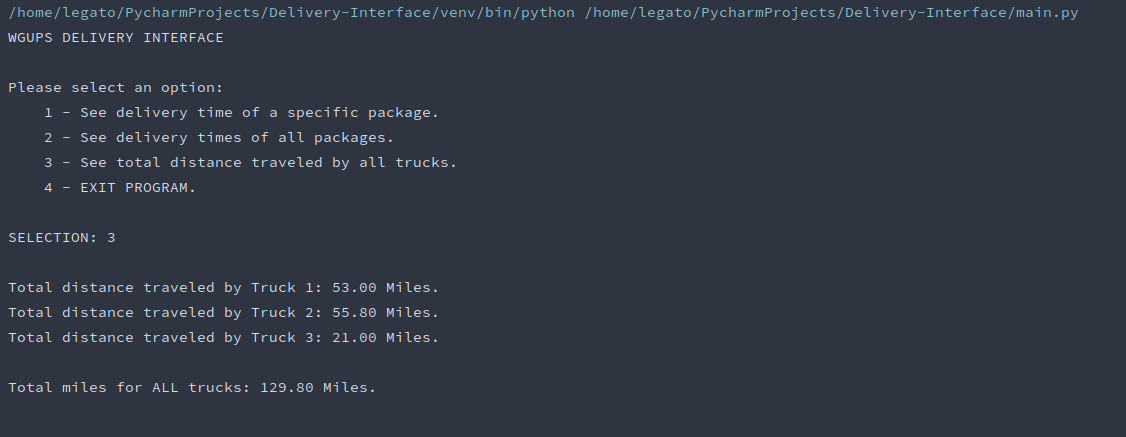 /home/legato/PycharmProjects/Delivery-Interface/venv/bin/python /home/legato/PycharmProjects/Delivery-Interface/main.py
WGUPS DELIVERY INTERFACE
Please select an option:
1 - See delivery time of a specific package.
2 - See delivery times of all packages.
3 - See total distance traveled by all trucks.
4 - EXIT PROGRAM.
SELECTION: 3
Total distance traveled by Truck 1: 53.00 Miles.
Total distance traveled by Truck 2: 55.80 Miles.
Total distance traveled by Truck 3: 21.00 Miles.
Total miles for ALL trucks: 129.80 Miles.